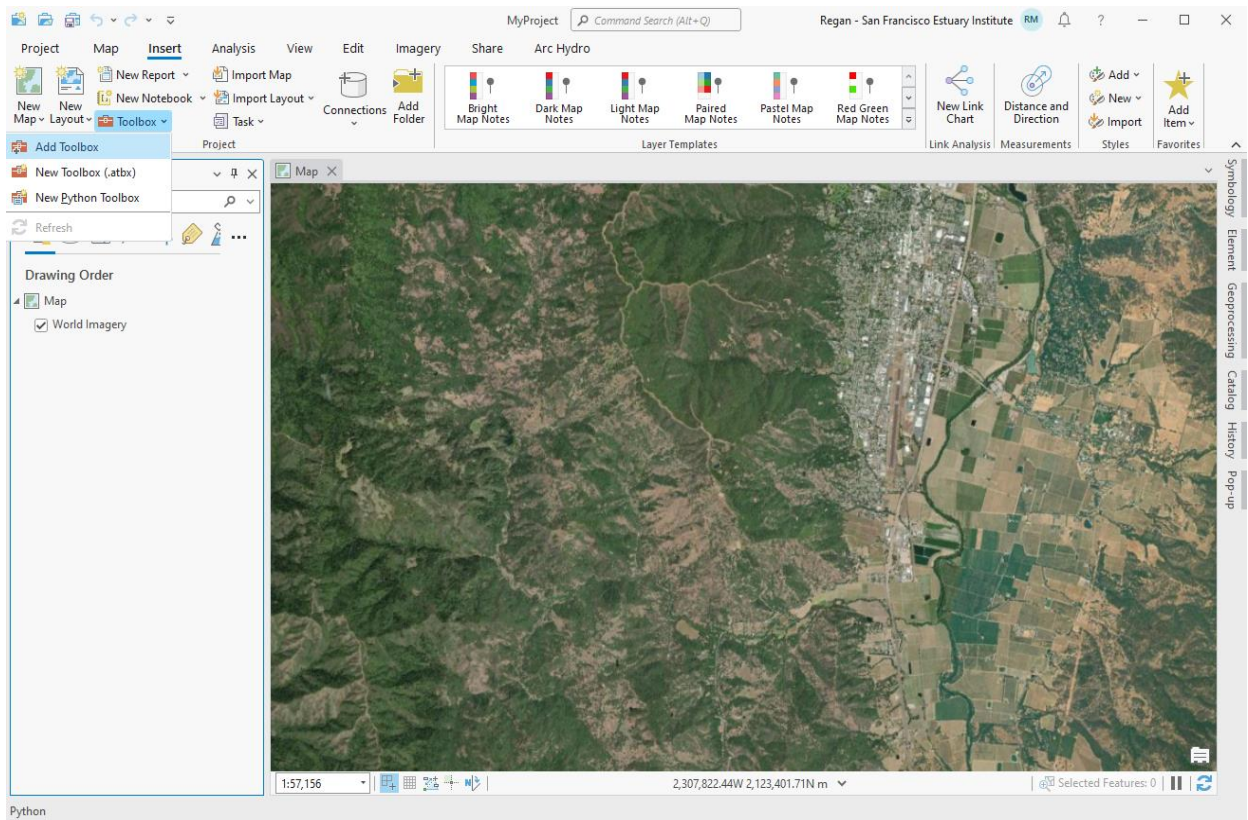 MyProject
Command Search (Alt+Q)
Regan - San Francisco Estuary Institute
RM
?
Project Map Insert Analysis View Edit Imagery Share Arc Hydro
New Map
New Layout
New Report
New Notebook
Toolbox
Import Map
Import Layout
Task
Connections
Add Folder
Bright Map Notes
Dark Map Notes
Light Map Notes
Paired Map Notes
Pastel Map Notes
Red Green Map Notes
New Link Chart
Distance and Direction
Add
New
Import
Add Item
Project
Layer Templates
Link Analysis
Measurements
Styles
Favorites
Add Toolbox
New Toolbox (.atbx)
New Python Toolbox
Refresh
Map
Drawing Order
Map
World Imagery
Symbology
Element
Geoprocessing
Catalog
History
Pop-up
1:57,156
N
2,307,822.44W 2,123,401.71N m
Selected Features: 0
Python